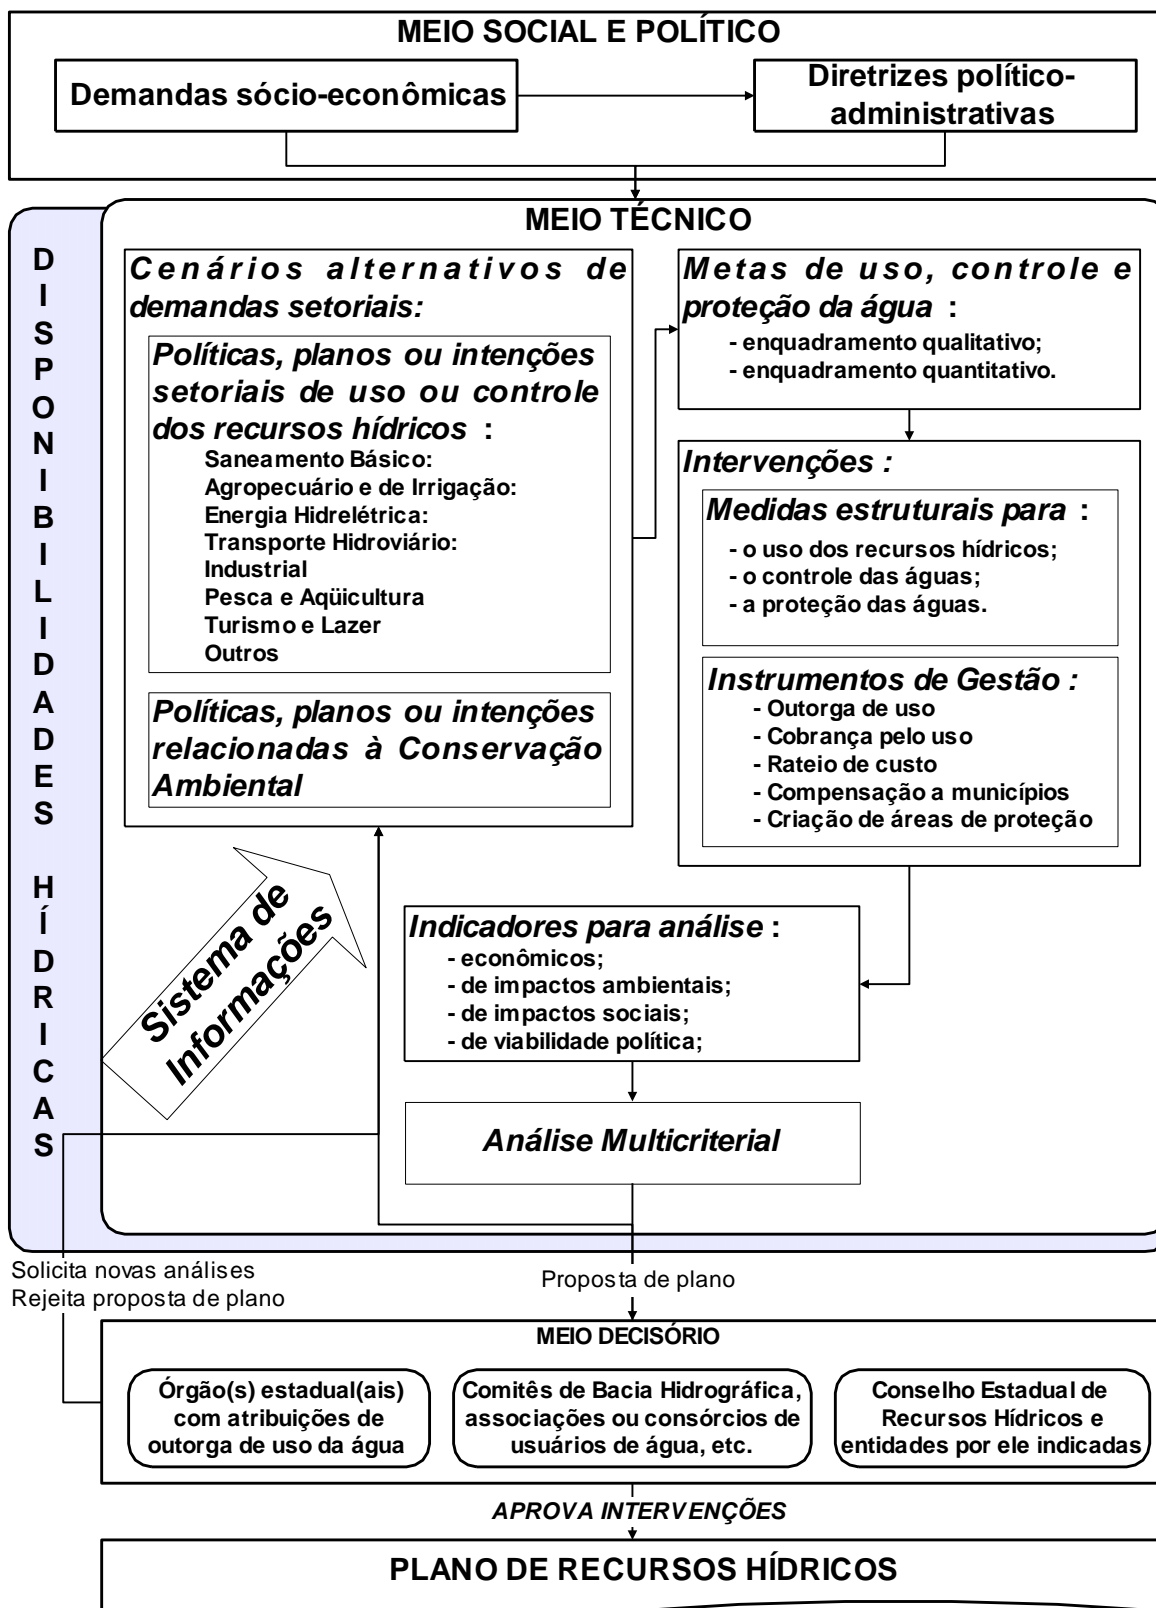 MEIO SOCIAL E POLÍTICO
Demandas sócio-econômicas
Diretrizes político-
administrativas
DISPONIBILIDADES HÍDRICAS
MEIO TÉCNICO
Cenários alternativos de
demandas setoriais:
Políticas, planos ou intenções
setoriais de uso ou controle
dos recursos hídricos :
Saneamento Básico:
Agropecuário e de Irrigação:
Energia Hidrelétrica:
Transporte Hidroviário:
Industrial
Pesca e Aqüicultura
Turismo e Lazer
Outros
Políticas, planos ou intenções
relacionadas à Conservação
Ambiental
Metas de uso, controle e
proteção da água :
- enquadramento qualitativo;
- enquadramento quantitativo.
Intervenções :
Medidas estruturais para :
- o uso dos recursos hídricos;
- o controle das águas;
- a proteção das águas.
Instrumentos de Gestão :
- Outorga de uso
- Cobrança pelo uso
- Rateio de custo
- Compensação a municípios
- Criação de áreas de proteção
Sistema de
Informações
Indicadores para análise :
- econômicos;
- de impactos ambientais;
- de impactos sociais;
- de viabilidade política;
Análise Multicriterial
Solicita novas análises
Rejeita proposta de plano
Proposta de plano
MEIO DECISÓRIO
Órgão(s) estadual(ais)
com atribuições de
outorga de uso da água
Comitês de Bacia Hidrográfica,
associações ou consórcios de
usuários de água, etc.
Conselho Estadual de
Recursos Hídricos e
entidades por ele indicadas
APROVA INTERVENÇÕES
PLANO DE RECURSOS HÍDRICOS